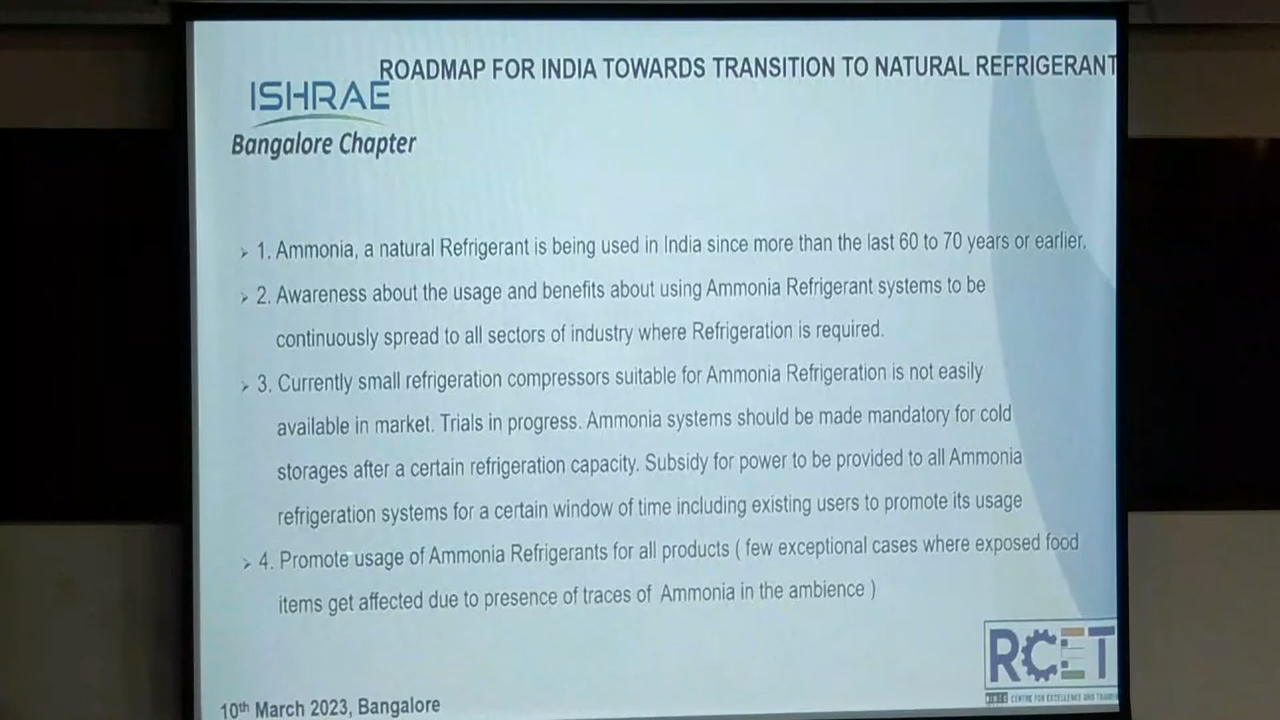 ROADMAP FOR INDIA TOWARDS TRANSITION TO NATURAL REFRIGERANT
ISHRAE
Bangalore Chapter
➢ 1. Ammonia, a natural Refrigerant is being used in India since more than the last 60 to 70 years or earlier.
➢ 2. Awareness about the usage and benefits about using Ammonia Refrigerant systems to be
continuously spread to all sectors of industry where Refrigeration is required.
➢ 3. Currently small refrigeration compressors suitable for Ammonia Refrigeration is not easily
available in market. Trials in progress. Ammonia systems should be made mandatory for cold
storages after a certain refrigeration capacity. Subsidy for power to be provided to all Ammonia
refrigeration systems for a certain window of time including existing users to promote its usage
➢ 4. Promote usage of Ammonia Refrigerants for all products ( few exceptional cases where exposed food
items get affected due to presence of traces of Ammonia in the ambience )
RCET
CENTRE FOR EXCELLENCE AND
10th March 2023, Bangalore